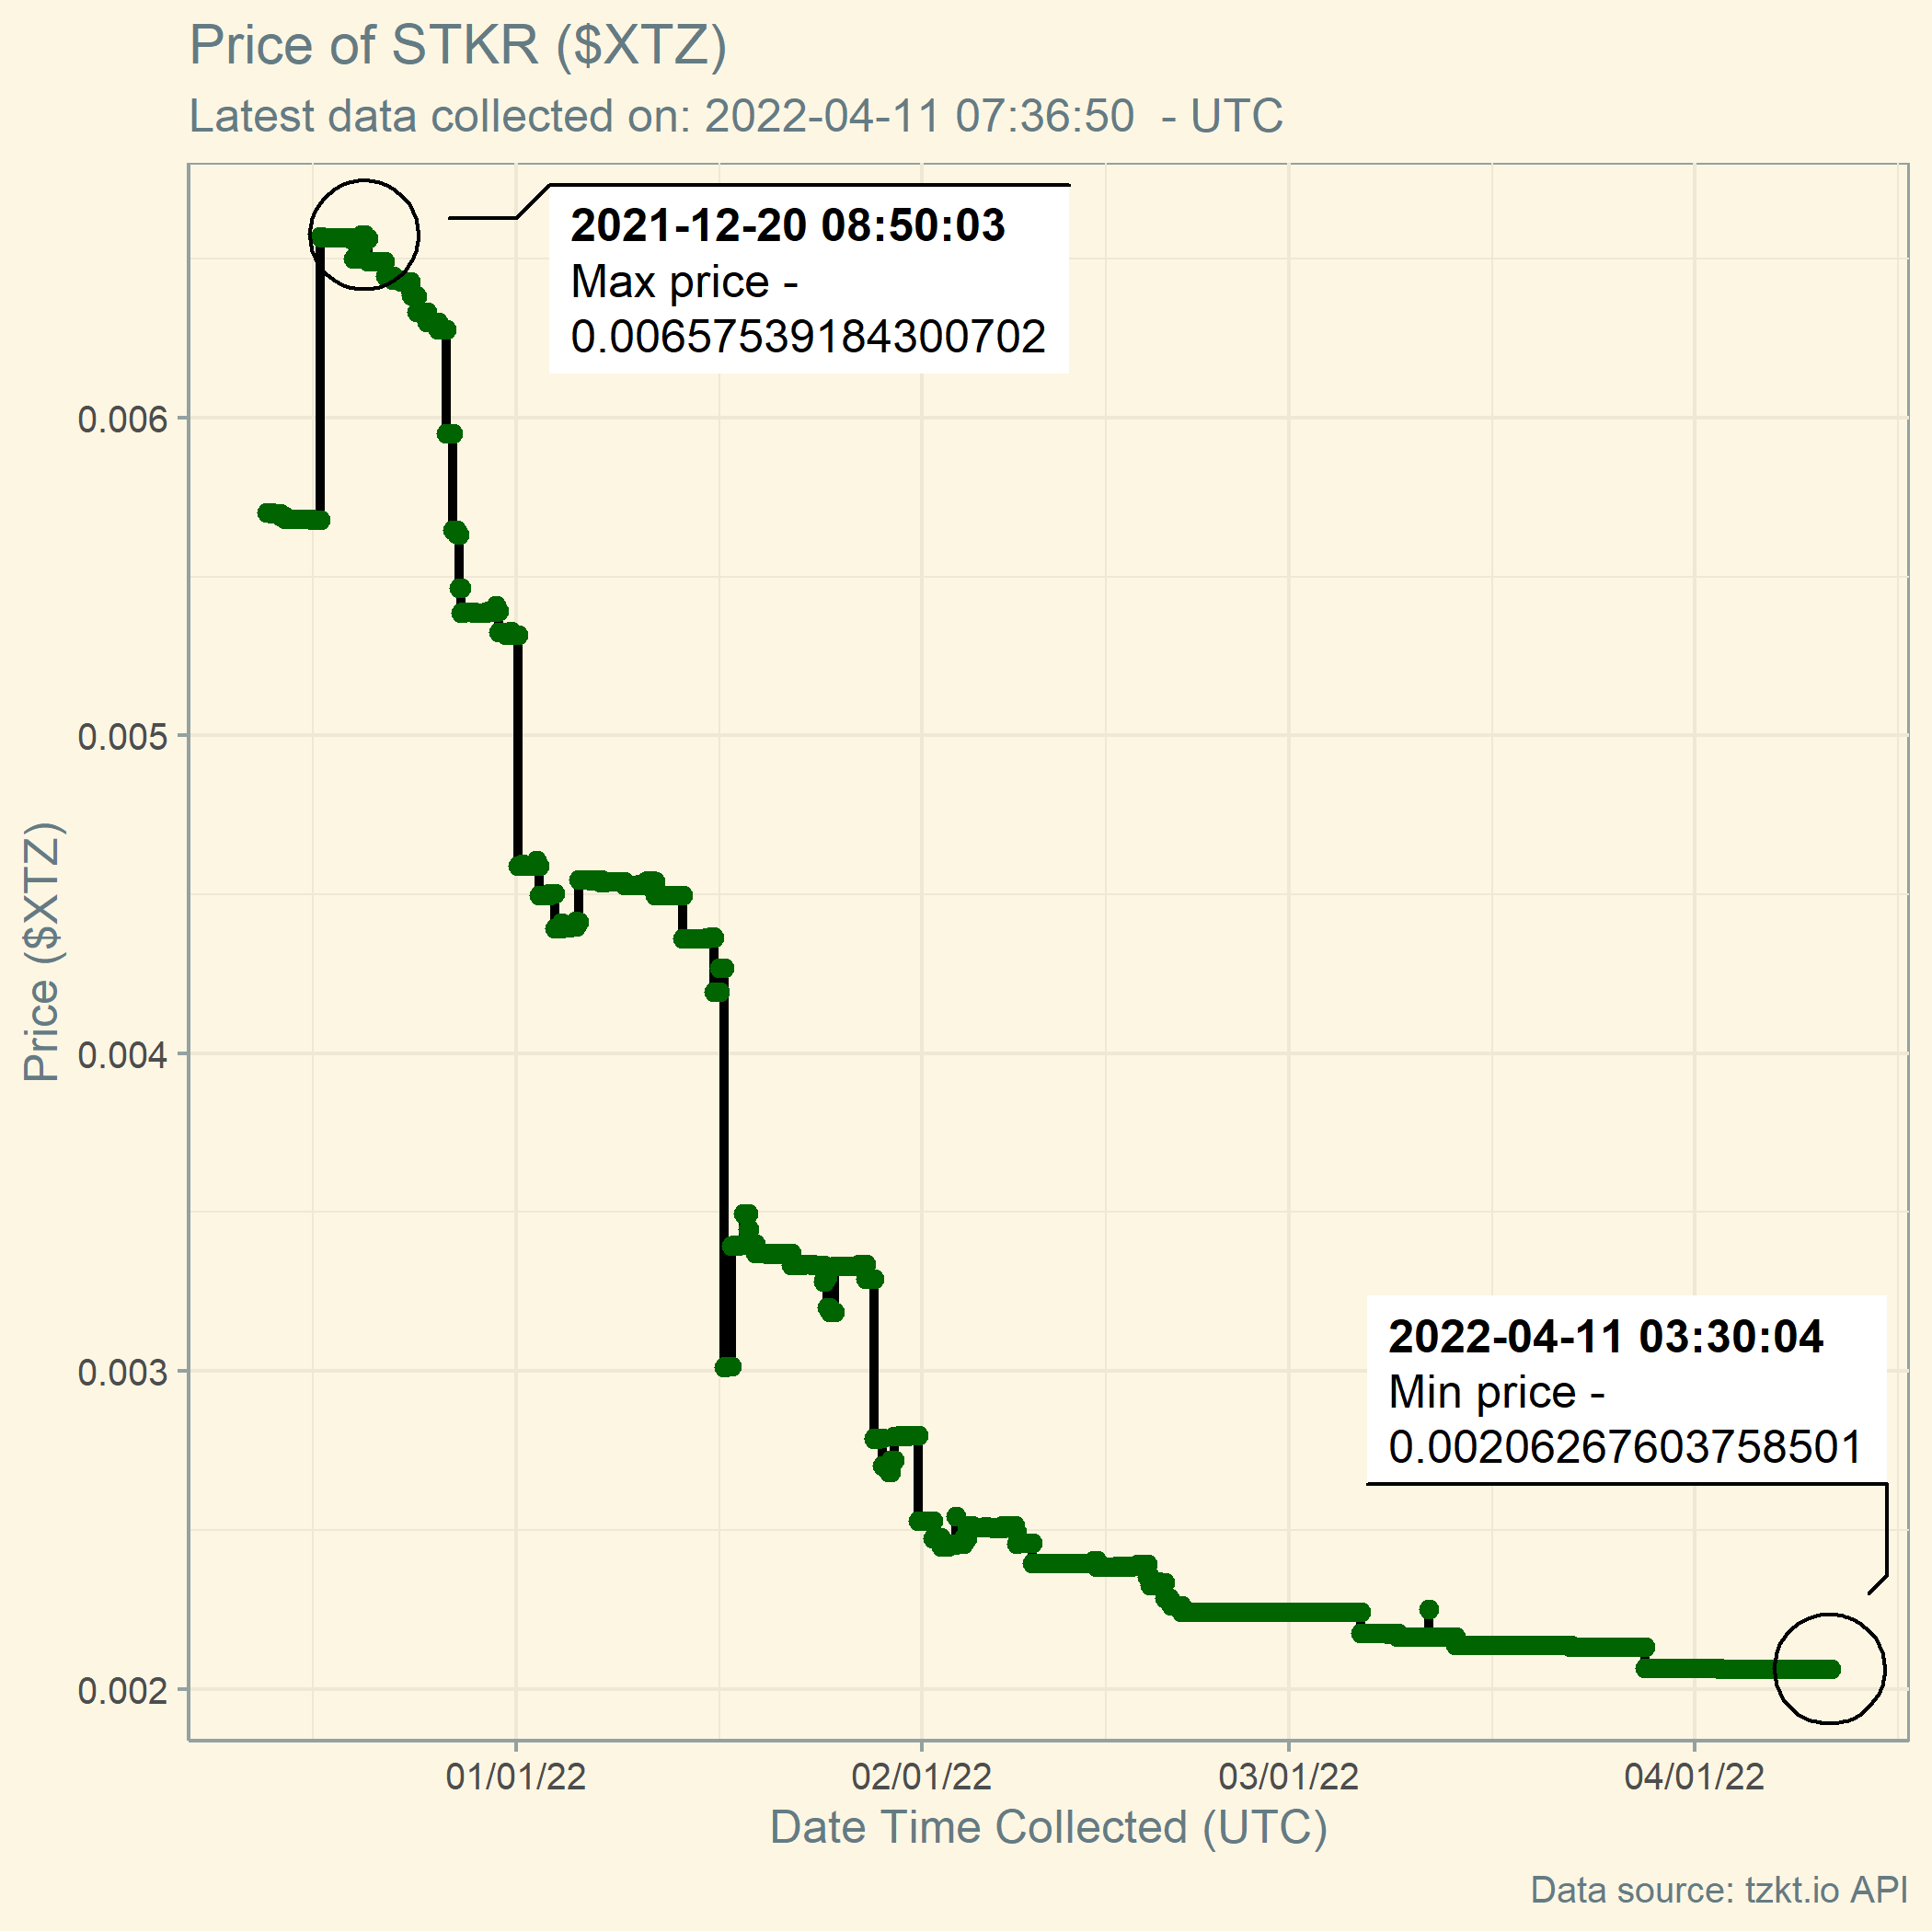 Price of STKR ($XTZ)
Latest data collected on: 2022-04-11 07:36:50  - UTC
2021-12-20 08:50:03
Max price -
0.00657539184300702
0.006
0.005
0.004
0.003
0.002
Price ($XTZ)
2022-04-11 03:30:04
Min price -
0.00206267603758501
01/01/22
02/01/22
03/01/22
04/01/22
Date Time Collected (UTC)
Data source: tzkt.io API